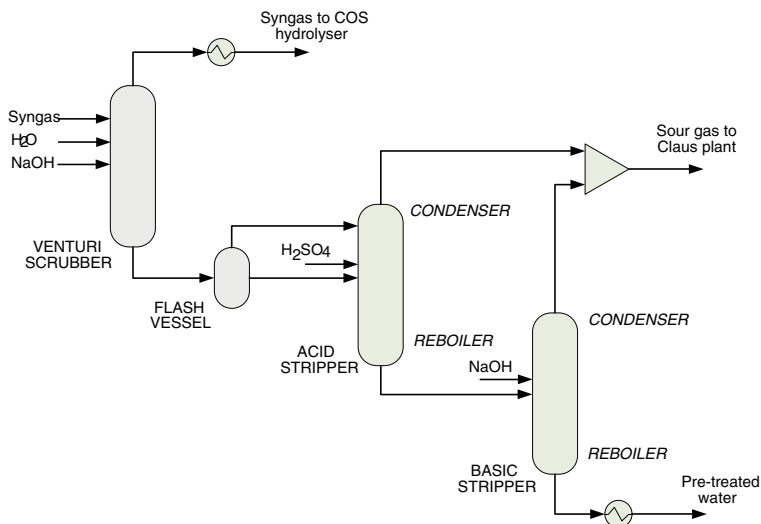 Syngas to COS
hydrolyser
Syngas
H2O
NaOH
VENTURI
SCRUBBER
FLASH
VESSEL
H2SO4
CONDENSER
REBOILER
ACID
STRIPPER
Sour gas to
Claus plant
NaOH
CONDENSER
REBOILER
BASIC
STRIPPER
Pre-treated
water